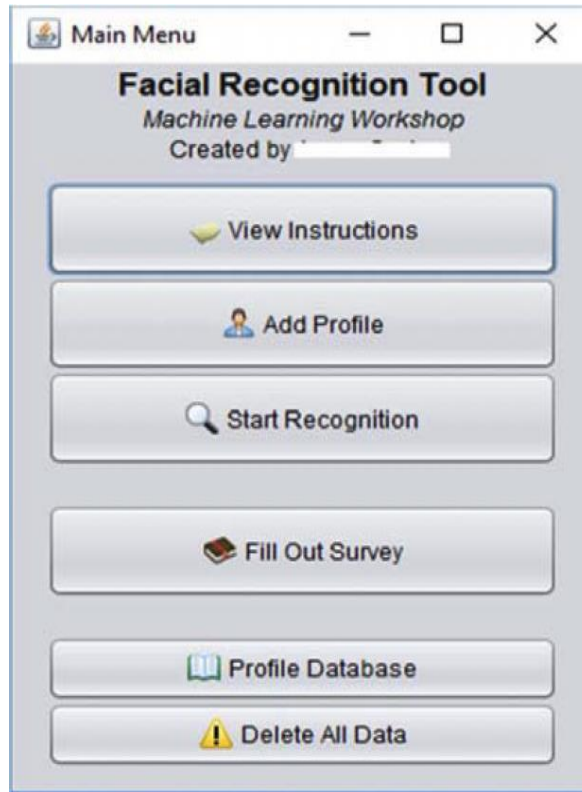 Main Menu
Facial Recognition Tool
Machine Learning Workshop
Created by
View Instructions
Add Profile
Start Recognition
Fill Out Survey
Profile Database
Delete All Data